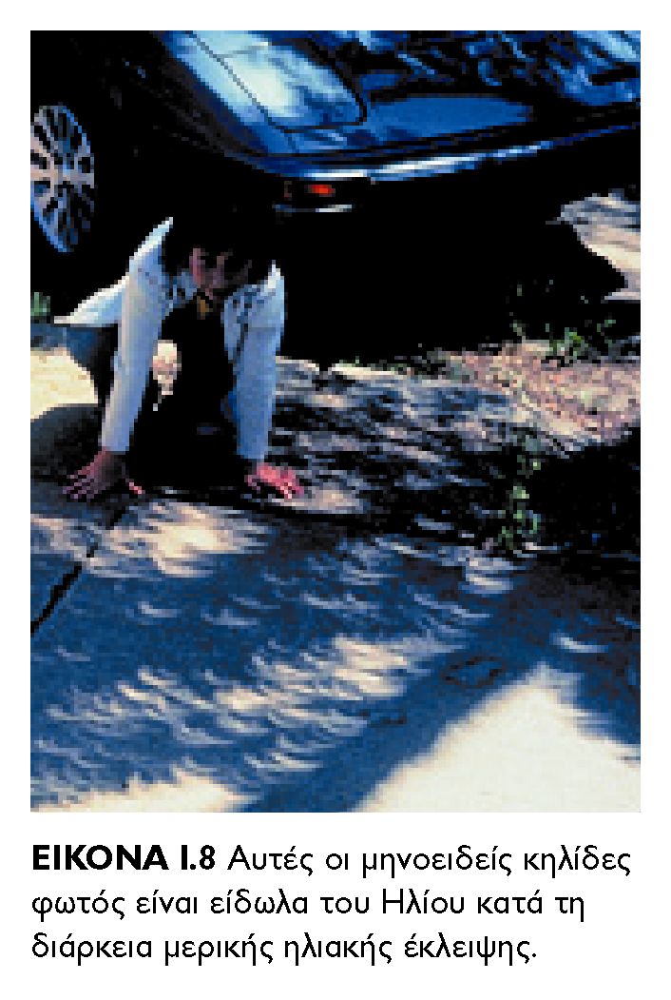 ΕΙΚΟΝΑ Ι.8 Αυτές οι μηνοειδείς κηλίδες
φωτός είναι είδωλα του Ηλίου κατά τη
διάρκεια μερικής ηλιακής έκλειψης.